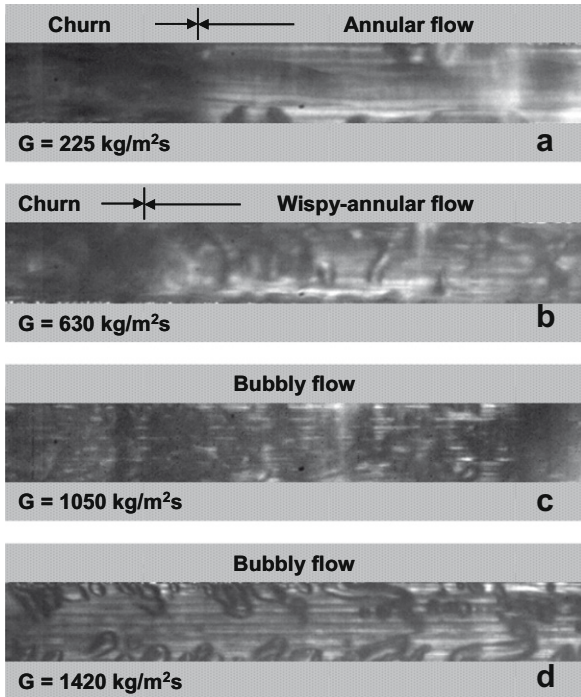 Churn Annular flow
G = 225 kg/m²s a
Churn Wispy-annular flow
G = 630 kg/m²s b
Bubbly flow
G = 1050 kg/m²s c
Bubbly flow
G = 1420 kg/m²s d